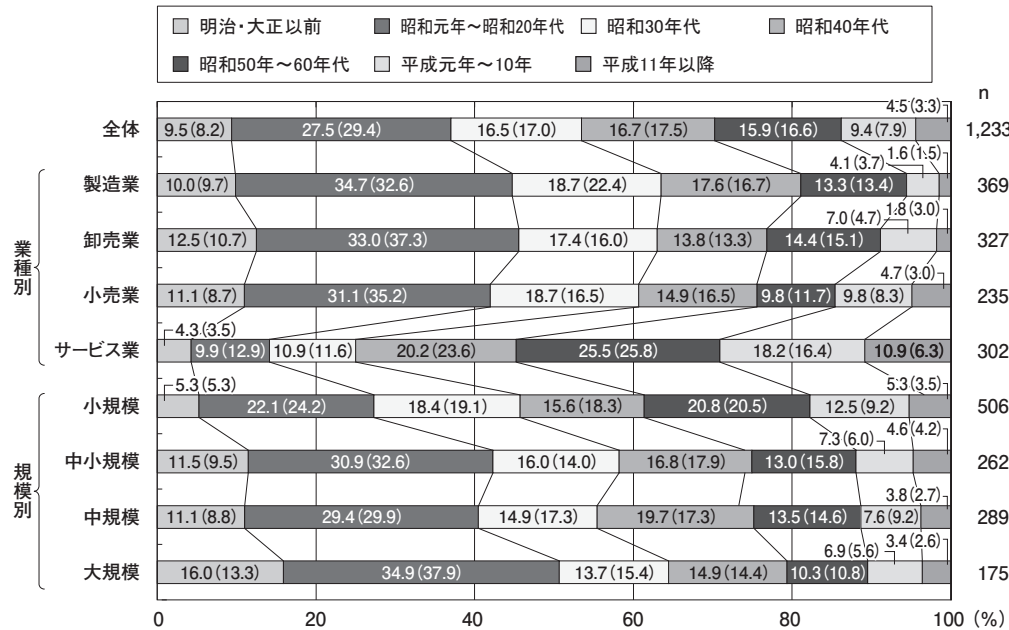 明治・大正以前 昭和元年～昭和20年代 昭和30年代 昭和40年代
昭和50年～60年代 平成元年～10年 平成11年以降
n
4.5(3.3)
全体 9.5(8.2) 27.5(29.4) 16.5(17.0) 16.7(17.5) 15.9(16.6) 9.4(7.9) 1,233
4.1(3.7) 1.6(1.5)
製造業 10.0(9.7) 34.7(32.6) 18.7(22.4) 17.6(16.7) 13.3(13.4) 369
7.0(4.7) 1.8(3.0)
卸売業 12.5(10.7) 33.0(37.3) 17.4(16.0) 13.8(13.3) 14.4(15.1) 327
業種別
4.7(3.0)
小売業 11.1(8.7) 31.1(35.2) 18.7(16.5) 14.9(16.5) 9.8(11.7) 9.8(8.3) 235
4.3(3.5)
サービス業 9.9(12.9) 10.9(11.6) 20.2(23.6) 25.5(25.8) 18.2(16.4) 10.9(6.3) 302
5.3(5.3) 5.3(3.5)
小規模 22.1(24.2) 18.4(19.1) 15.6(18.3) 20.8(20.5) 12.5(9.2) 506
7.3(6.0) 4.6(4.2)
中小規模 11.5(9.5) 30.9(32.6) 16.0(14.0) 16.8(17.9) 13.0(15.8) 262
規模別
3.8(2.7)
中規模 11.1(8.8) 29.4(29.9) 14.9(17.3) 19.7(17.3) 13.5(14.6) 7.6(9.2) 289
6.9(5.6) 3.4(2.6)
大規模 16.0(13.3) 34.9(37.9) 13.7(15.4) 14.9(14.4) 10.3(10.8) 175
0 20 40 60 80 100 (%)